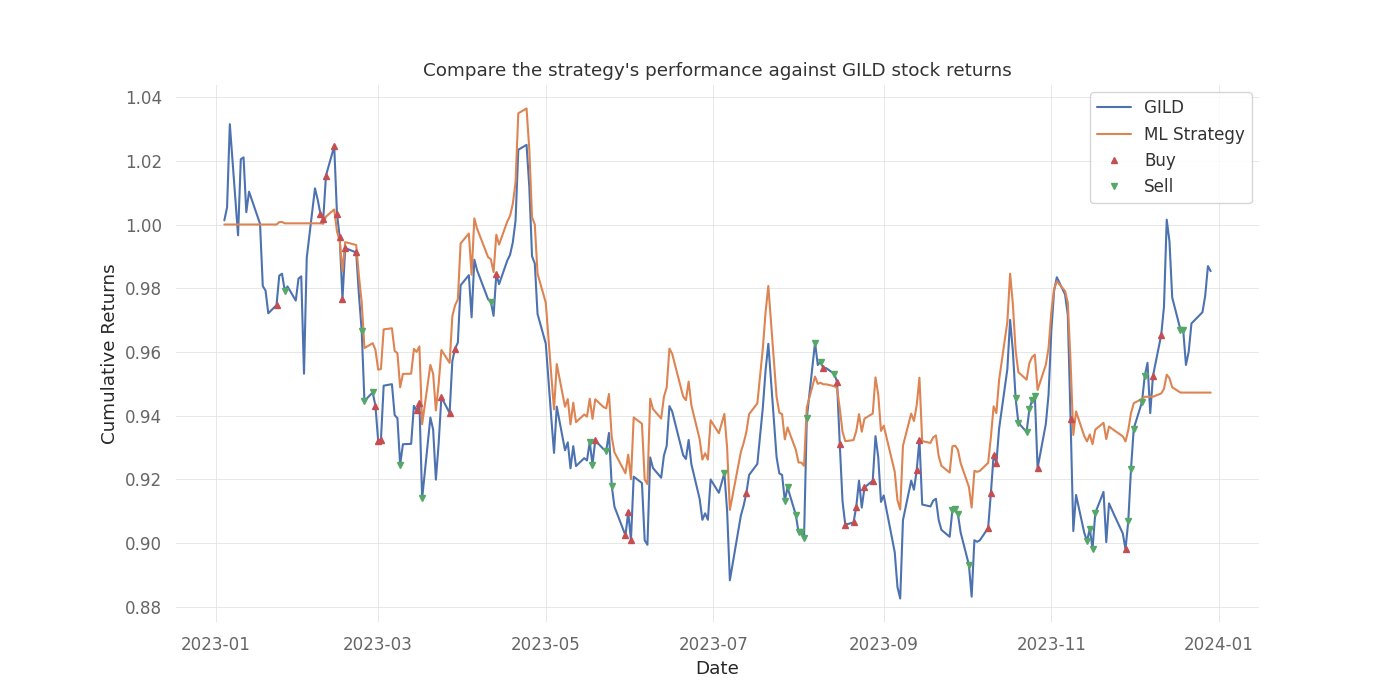 Compare the strategy's performance against GILD stock returns
GILD
ML Strategy
Buy
Sell
Cumulative Returns
1.04
1.02
1.00
0.98
0.96
0.94
0.92
0.90
0.88
2023-01
2023-03
2023-05
2023-07
2023-09
2023-11
2024-01
Date